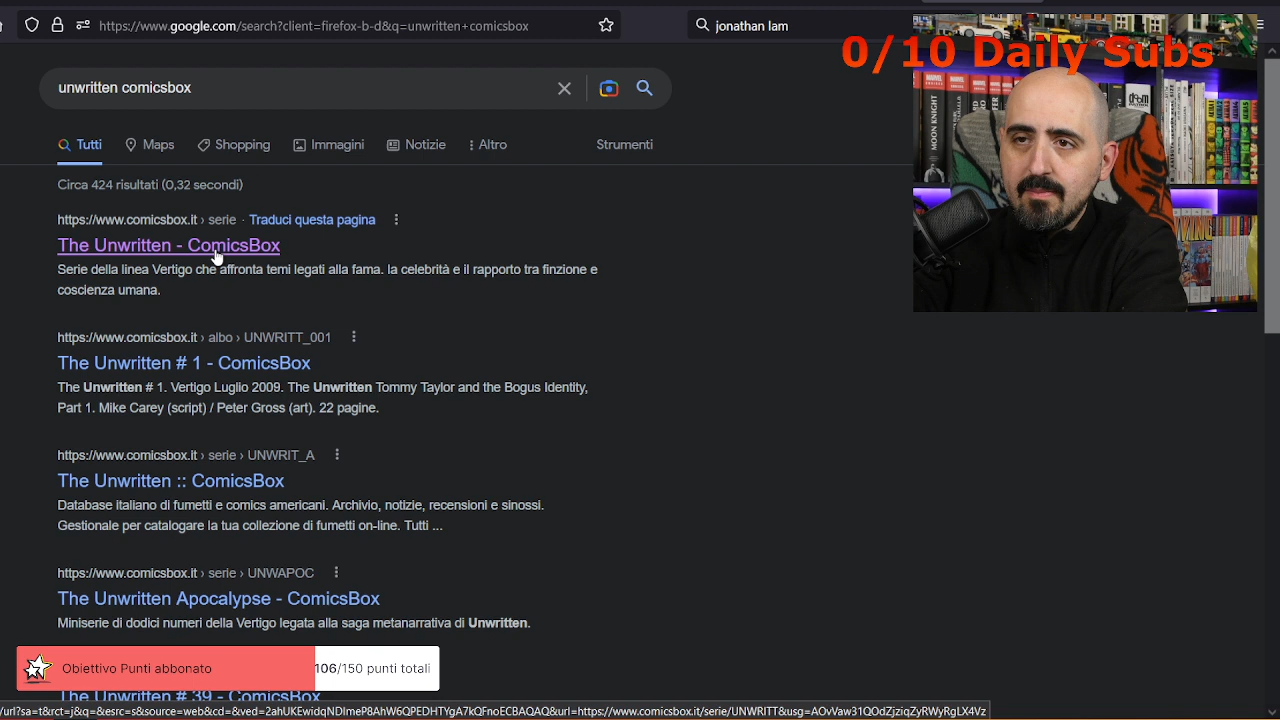 https://www.google.com/search?client=firefox-b-d&q=unwritten+comicsbox
jonathan lam
0/10 Daily Subs
unwritten comicsbox
Tutti
Maps
Shopping
Immagini
Notizie
Altro
Strumenti
Circa 424 risultati (0,32 secondi)
https://www.comicsbox.it › serie · Traduci questa pagina
The Unwritten - ComicsBox
Serie della linea Vertigo che affronta temi legati alla fama. la celebrità e il rapporto tra finzione e
coscienza umana.
https://www.comicsbox.it › albo › UNWRITT_001
The Unwritten # 1 - ComicsBox
The Unwritten # 1. Vertigo Luglio 2009. The Unwritten Tommy Taylor and the Bogus Identity,
Part 1. Mike Carey (script) / Peter Gross (art). 22 pagine.
https://www.comicsbox.it › serie › UNWRIT_A
The Unwritten :: ComicsBox
Database italiano di fumetti e comics americani. Archivio, notizie, recensioni e sinossi.
Gestionale per catalogare la tua collezione di fumetti on-line. Tutti ...
https://www.comicsbox.it › serie › UNWAPOC
The Unwritten Apocalypse - ComicsBox
Miniserie di dodici numeri della Vertigo legata alla saga metanarrativa di Unwritten.
Obiettivo Punti abbonato
106/150 punti totali
The Unwritten # 39 - ComicsBox
MOON KNIGHT
MARVEL